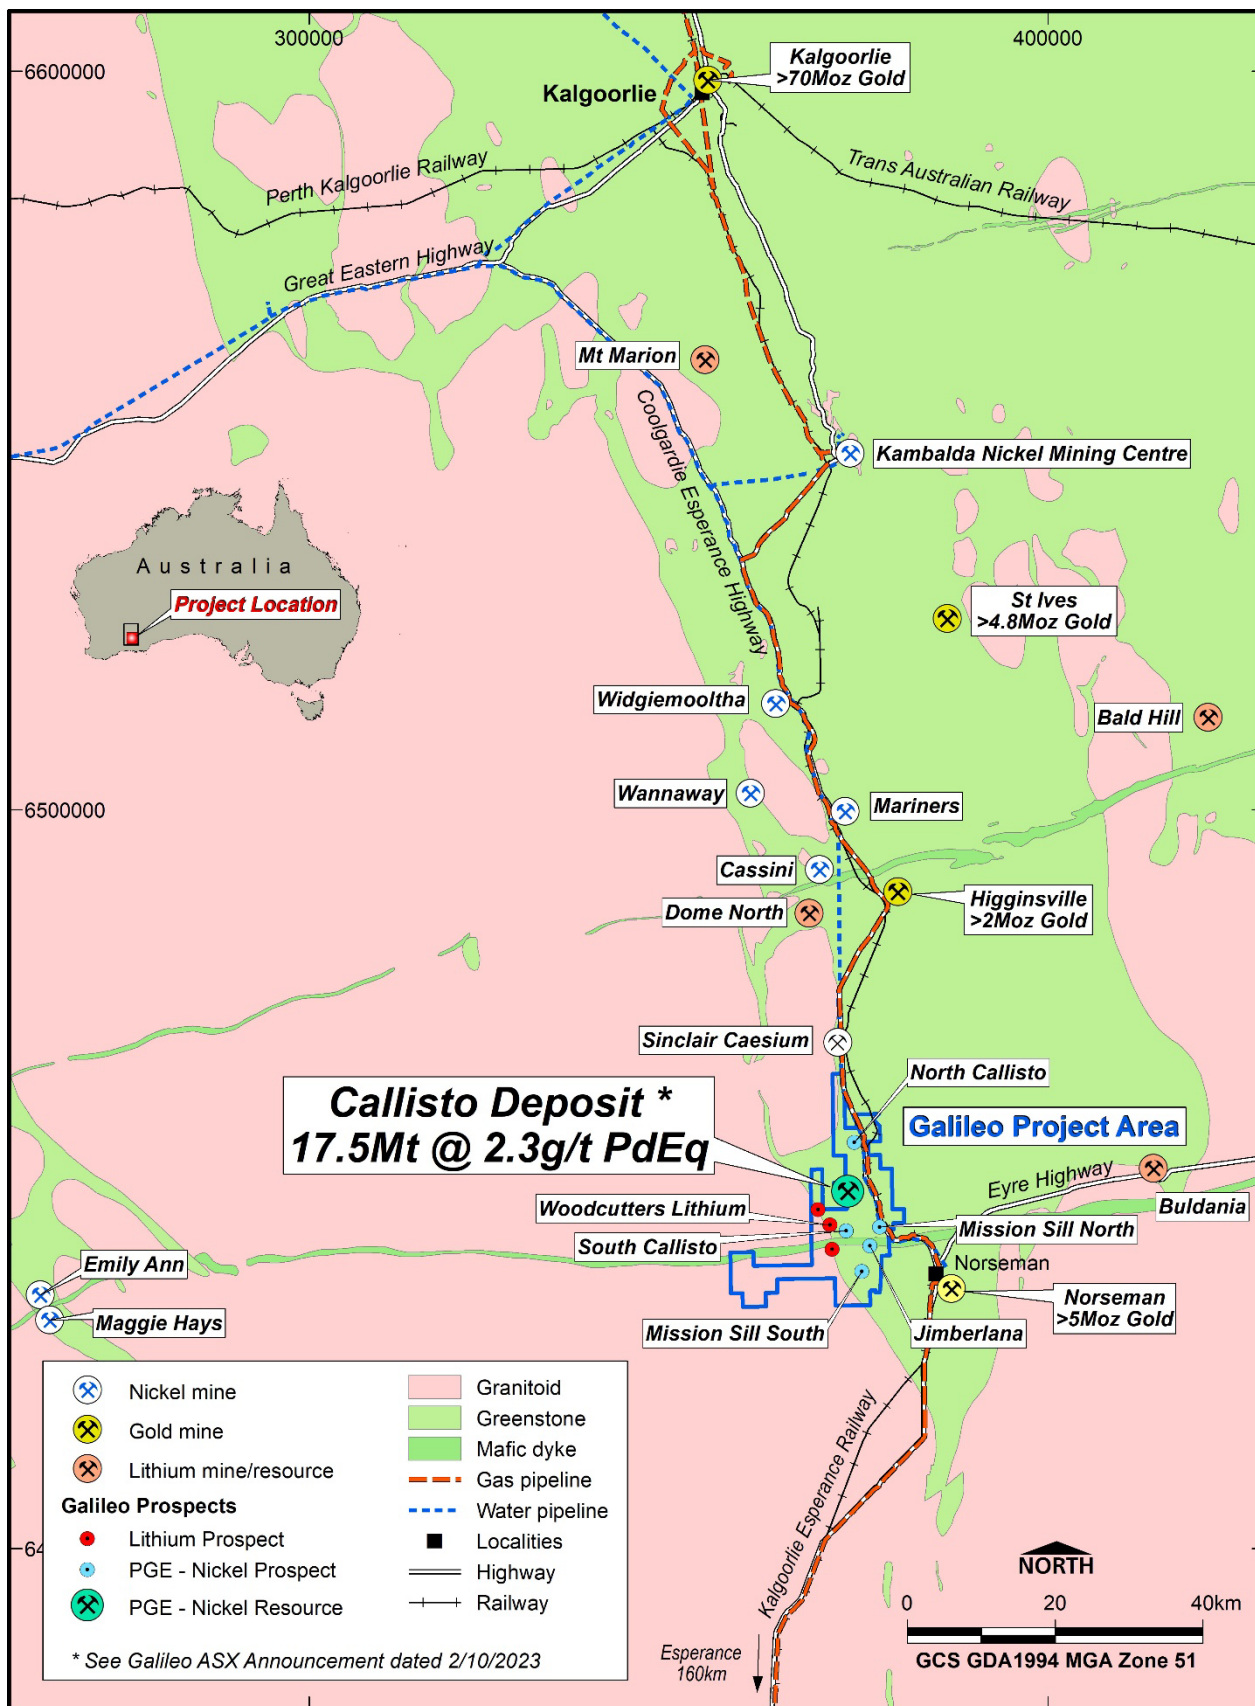 300000
400000
6600000
Kalgoorlie
>70Moz Gold
Kalgoorlie
Perth Kalgoorlie Railway
Trans Australian Railway
Great Eastern Highway
Mt Marion
Coolgardie Esperance Highway
Kambalda Nickel Mining Centre
Australia
Project Location
St Ives
>4.8Moz Gold
Widgiemooltha
Bald Hill
Wannaway
Mariners
6500000
Cassini
Dome North
Higginsville
>2Moz Gold
Sinclair Caesium
North Callisto
Callisto Deposit *
17.5Mt @ 2.3g/t PdEq
Galileo Project Area
Eyre Highway
Buldania
Woodcutters Lithium
Mission Sill North
South Callisto
Norseman
Emily Ann
Maggie Hays
Norseman
>5Moz Gold
Mission Sill South
Jimberlana
Nickel mine
Gold mine
Lithium mine/resource
Galileo Prospects
Lithium Prospect
PGE - Nickel Prospect
PGE - Nickel Resource
Granitoid
Greenstone
Mafic dyke
Gas pipeline
Water pipeline
Localities
Highway
Railway
* See Galileo ASX Announcement dated 2/10/2023
Kalgoorlie Esperance Railway
Esperance
160km
NORTH
0 20 40km
GCS GDA1994 MGA Zone 51